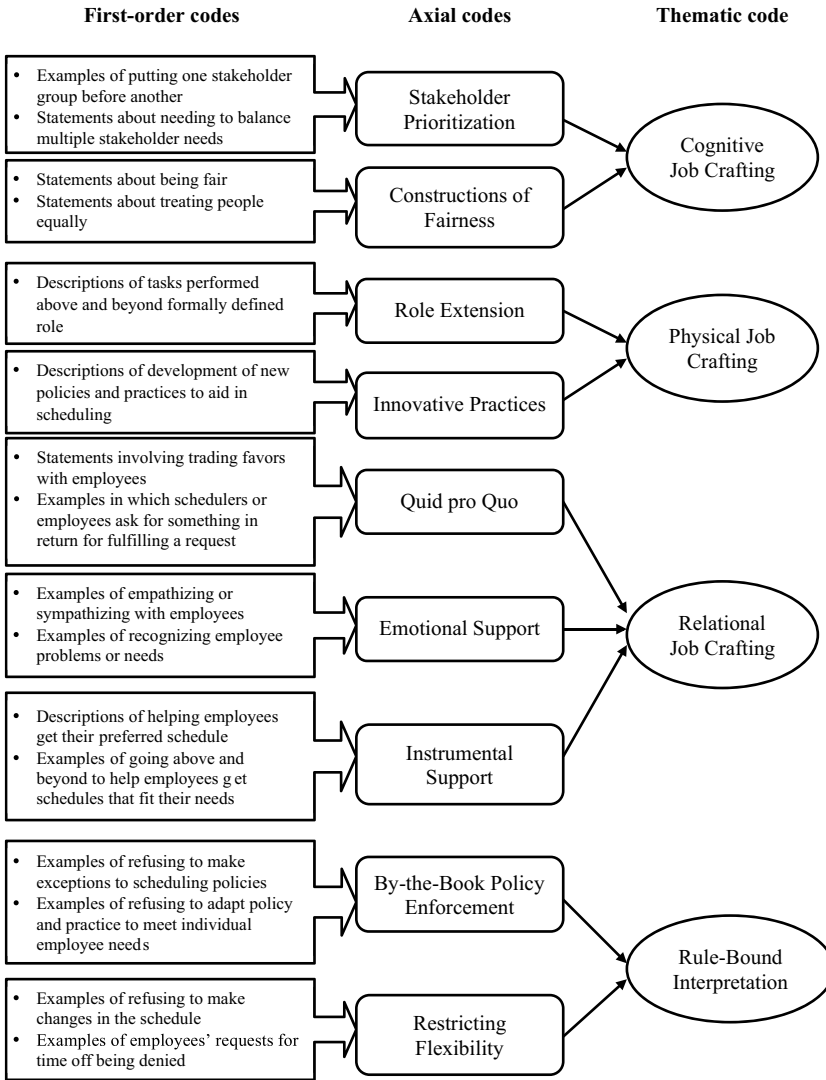 First-order codes
Axial codes
Thematic code
• Examples of putting one stakeholder
group before another
• Statements about needing to balance
multiple stakeholder needs
Stakeholder
Prioritization
Cognitive
Job Crafting
• Statements about being fair
• Statements about treating people
equally
Constructions of
Fairness
• Descriptions of tasks performed
above and beyond formally defined
role
Role Extension
Physical Job
Crafting
• Descriptions of development of new
policies and practices to aid in
scheduling
Innovative Practices
• Statements involving trading favors
with employees
• Examples in which schedulers or
employees ask for something in
return for fulfilling a request
Quid pro Quo
• Examples of empathizing or
sympathizing with employees
• Examples of recognizing employee
problems or needs
Emotional Support
Relational
Job Crafting
• Descriptions of helping employees
get their preferred schedule
• Examples of going above and
beyond to help employees get
schedules that fit their needs
Instrumental
Support
• Examples of refusing to make
exceptions to scheduling policies
• Examples of refusing to adapt policy
and practice to meet individual
employee needs
By-the-Book Policy
Enforcement
Rule-Bound
Interpretation
• Examples of refusing to make
changes in the schedule
• Examples of employees’ requests for
time off being denied
Restricting
Flexibility